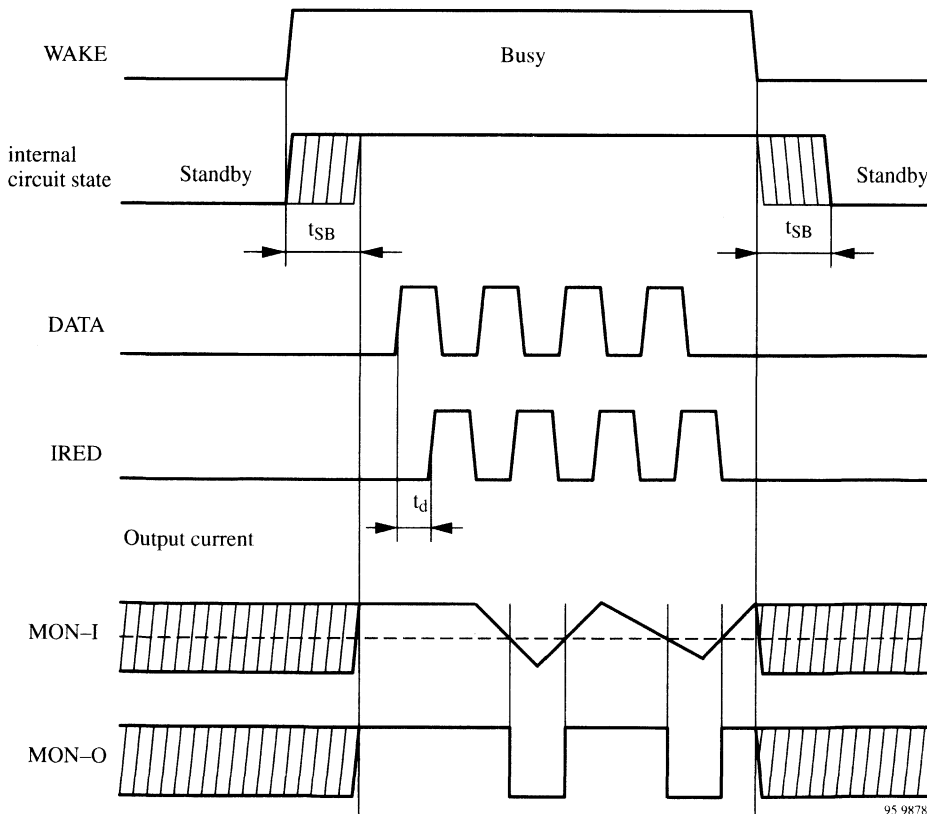 WAKE
Busy
internal
circuit state
Standby
Standby
tSB
tSB
DATA
IRED
td
Output current
MON–I
MON–O
95 9878